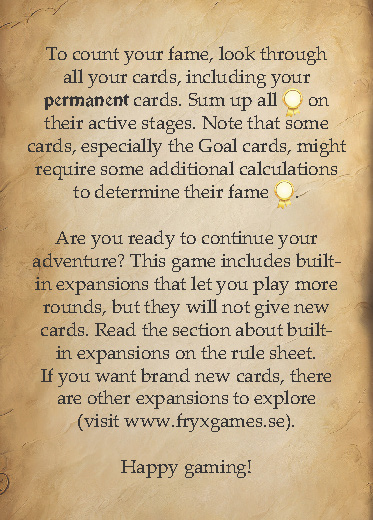 To count your fame, look through
all your cards, including your
permanent cards. Sum up all on
their active stages. Note that some
cards, especially the Goal cards, might
require some additional calculations
to determine their fame .
Are you ready to continue your
adventure? This game includes built-
in expansions that let you play more
rounds, but they will not give new
cards. Read the section about built-
in expansions on the rule sheet.
If you want brand new cards, there
are other expansions to explore
(visit www.fryxgames.se).
Happy gaming!